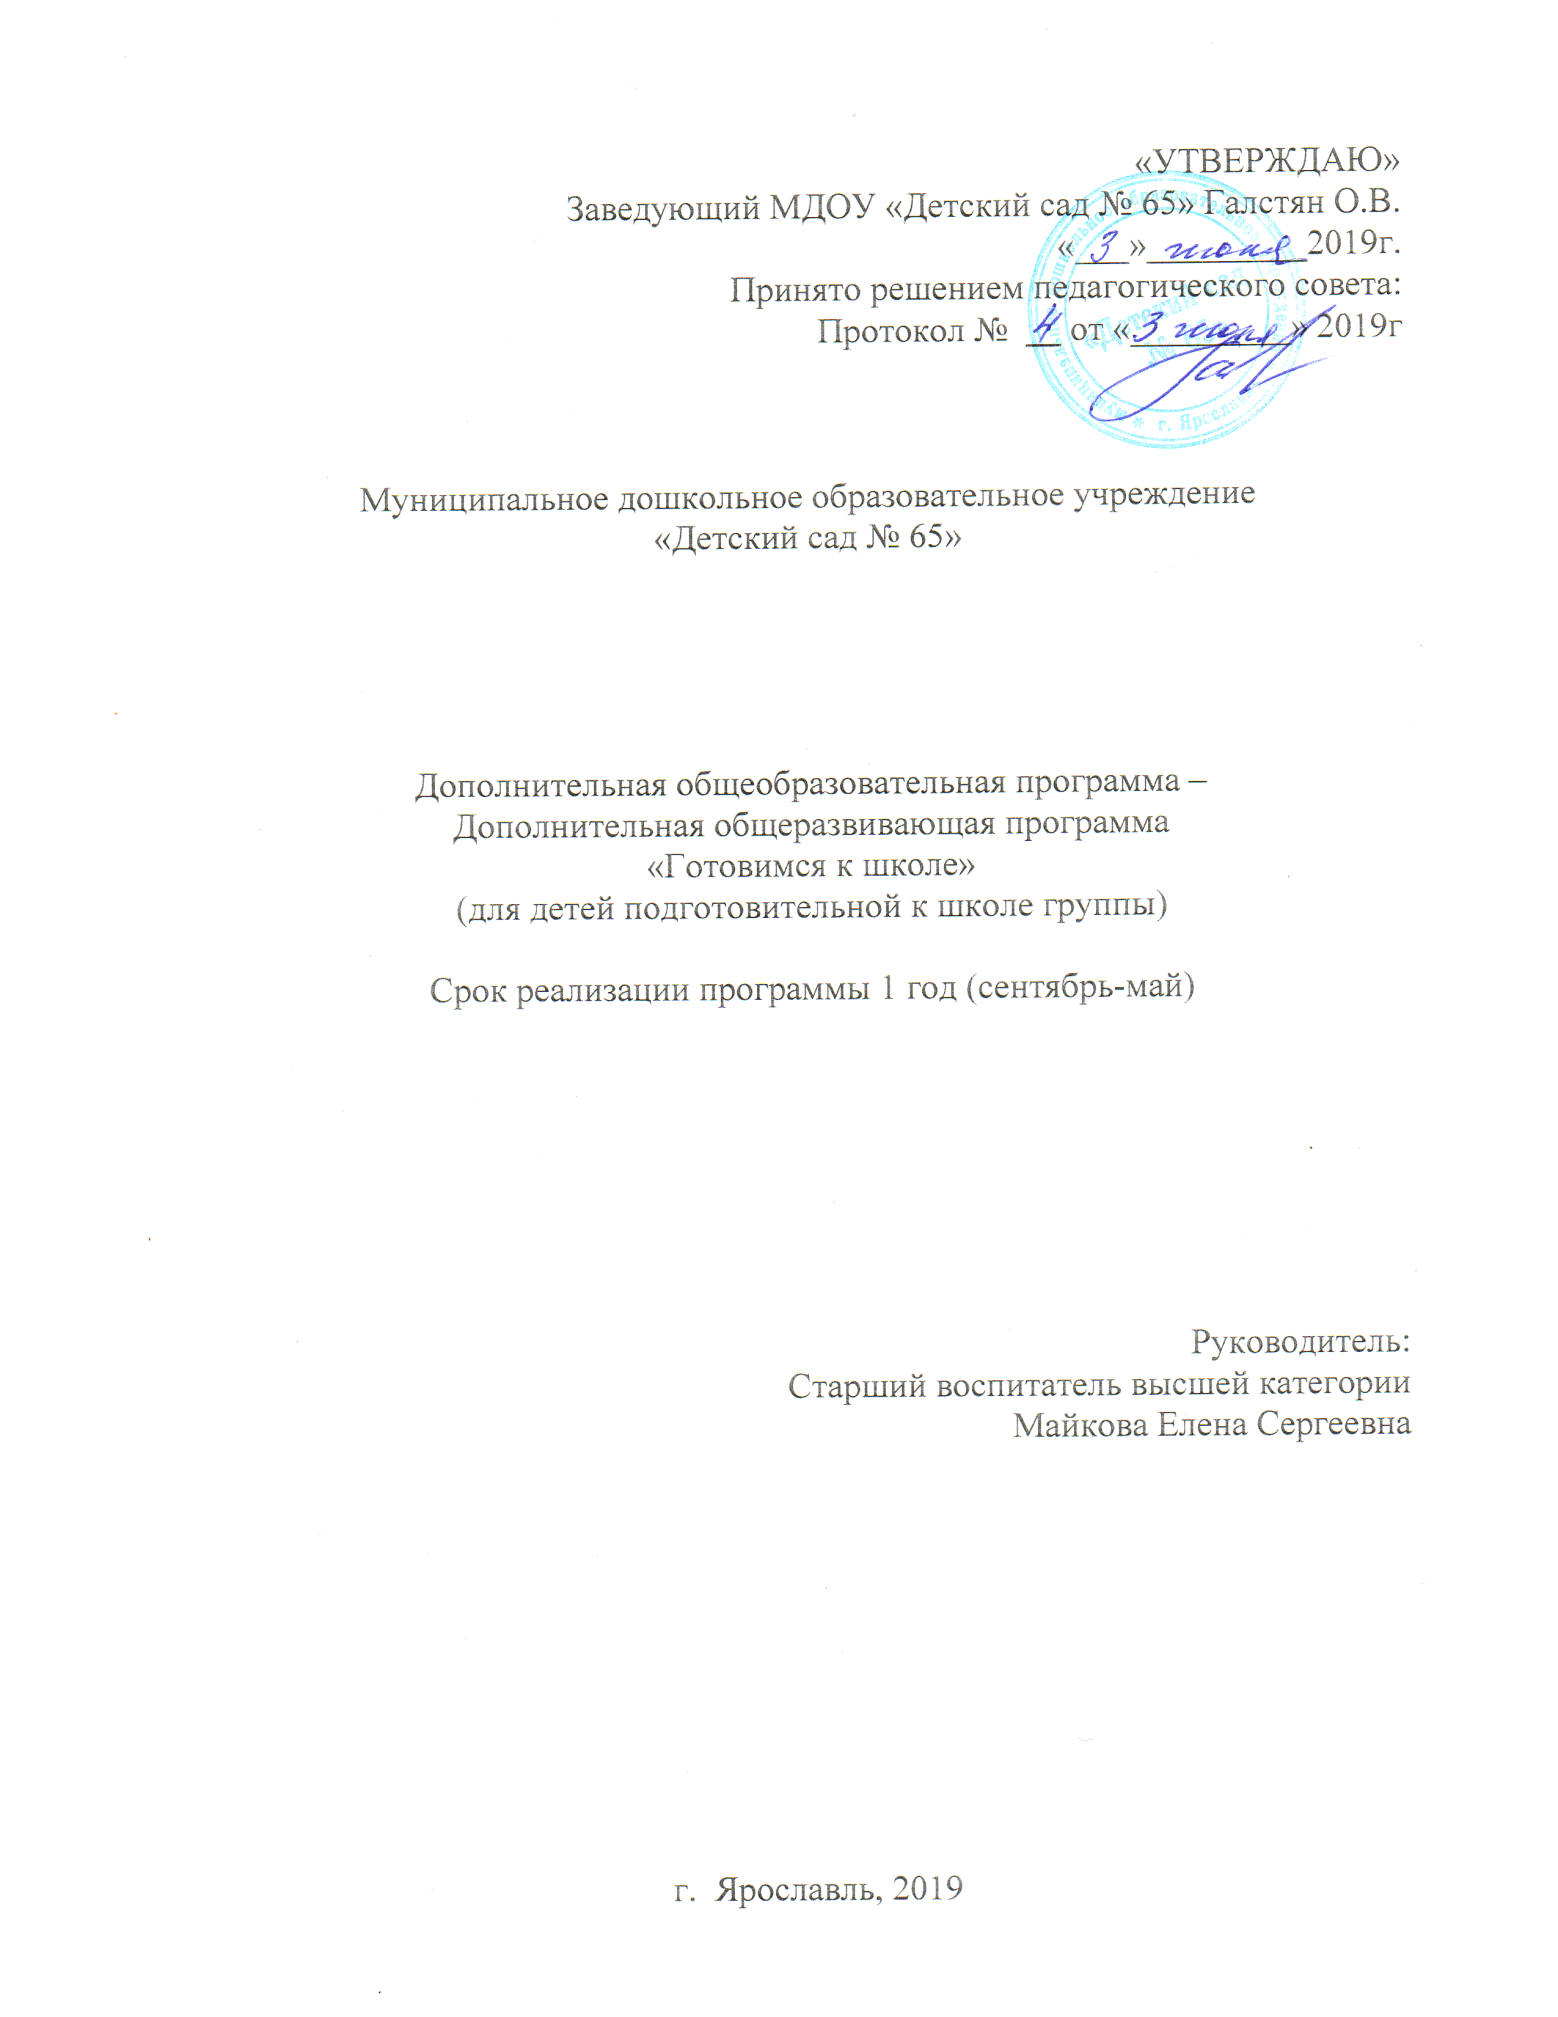 «УТВЕРЖДАЮ»
Заведующий МДОУ «Детский сад № 65» Галстян О.В.
«3» июня 2019г.
Принято решением педагогического совета:
Протокол № 4 от «3 июня» 2019г
Муниципальное дошкольное образовательное учреждение
«Детский сад № 65»
Дополнительная общеобразовательная программа –
Дополнительная общеразвивающая программа
«Готовимся к школе»
(для детей подготовительной к школе группы)
Срок реализации программы 1 год (сентябрь-май)
Руководитель:
Старший воспитатель высшей категории
Майкова Елена Сергеевна
г. Ярославль, 2019